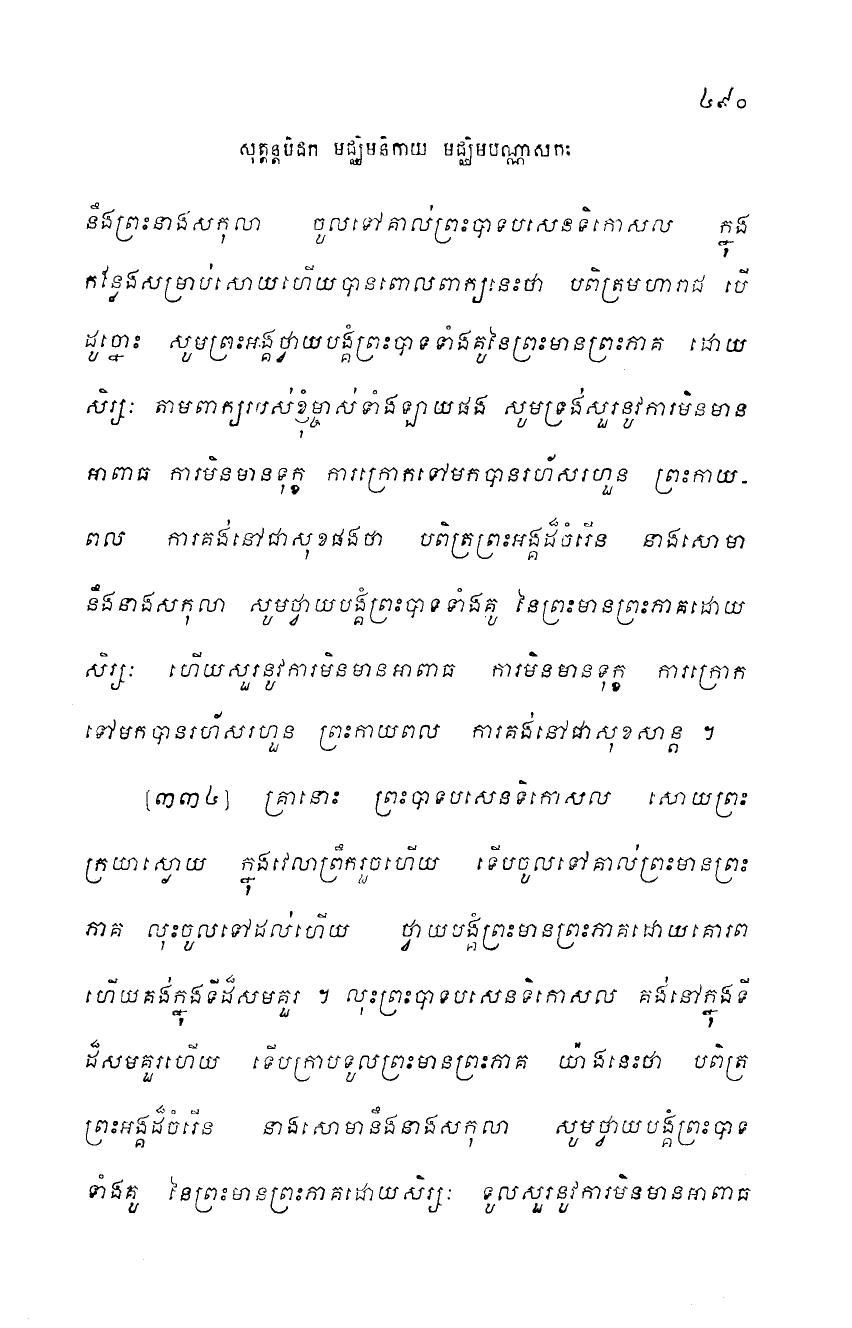 ៤៩០
សុត្តន្តបិដក មជ្ឈិមនិកាយ មជ្ឈិមបណ្ណាសកៈ
នឹងព្រះនាងសកុលា ចូលទៅគាល់ព្រះបាទបសេនទិកោសល ក្នុង
កន្លែងសម្រាប់សោយហើយបានពោលពាក្យនេះថា បពិត្រមហារាជ បើ
ដូច្នោះ សូមព្រះអង្គថ្វាយបង្គំព្រះបាទទាំងគូនៃព្រះមានព្រះភាគ ដោយ
សិរ្សៈ តាមពាក្យរបស់ខ្ញុំម្ចាស់ទាំងឡាយផង សូមទ្រង់សួរនូវការមិនមាន
អាពាធ ការមិនមានទុក្ខ ការក្រោកទៅមកបានរហ័សរហួន ព្រះកាយ-
ពល ការគង់នៅជាសុខផងថា បពិត្រព្រះអង្គដ៏ចំរើន នាងសោមា
នឹងនាងសកុលា សូមថ្វាយបង្គំព្រះបាទទាំងគូ នៃព្រះមានព្រះភាគដោយ
សិរ្សៈ ហើយសួរនូវការមិនមានអាពាធ ការមិនមានទុក្ខ ការក្រោក
ទៅមកបានរហ័សរហួន ព្រះកាយពល ការគង់នៅជាសុខសាន្ត ។
[៣៣៤] គ្រានោះ ព្រះបាទបសេនទិកោសល សោយព្រះ
ក្រយាស្ងោយ ក្នុងវេលាព្រឹករួចហើយ ទើបចូលទៅគាល់ព្រះមានព្រះ
ភាគ លុះចូលទៅដល់ហើយ ថ្វាយបង្គំព្រះមានព្រះភាគដោយគោរព
ហើយគង់ក្នុងទីដ៏សមគួរ ។ លុះព្រះបាទបសេនទិកោសល គង់នៅក្នុងទី
ដ៏សមគួរហើយ ទើបក្រាបទូលព្រះមានព្រះភាគ យ៉ាងនេះថា បពិត្រ
ព្រះអង្គដ៏ចំរើន នាងសោមានឹងនាងសកុលា សូមថ្វាយបង្គំព្រះបាទ
ទាំងគូ នៃព្រះមានព្រះភាគដោយសិរ្សៈ ទូលសួរនូវការមិនមានអាពាធ